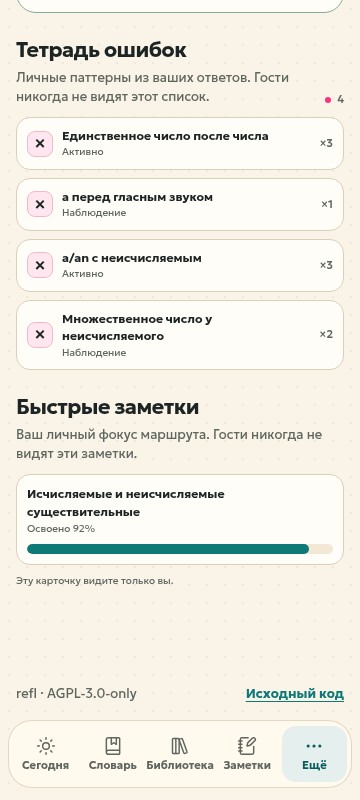 Тетрадь ошибок
Личные паттерны из ваших ответов. Гости
никогда не видят этот список.
4
Единственное число после числа
Активно
×3
a перед гласным звуком
Наблюдение
×1
a/an с неисчисляемым
Активно
×3
Множественное число у
неисчисляемого
Наблюдение
×2
Быстрые заметки
Ваш личный фокус маршрута. Гости никогда не
видят эти заметки.
Исчисляемые и неисчисляемые
существительные
Освоено 92%
Эту карточку видите только вы.
refl · AGPL-3.0-only
Исходный код
Сегодня
Словарь
Библиотека
Заметки
Ещё